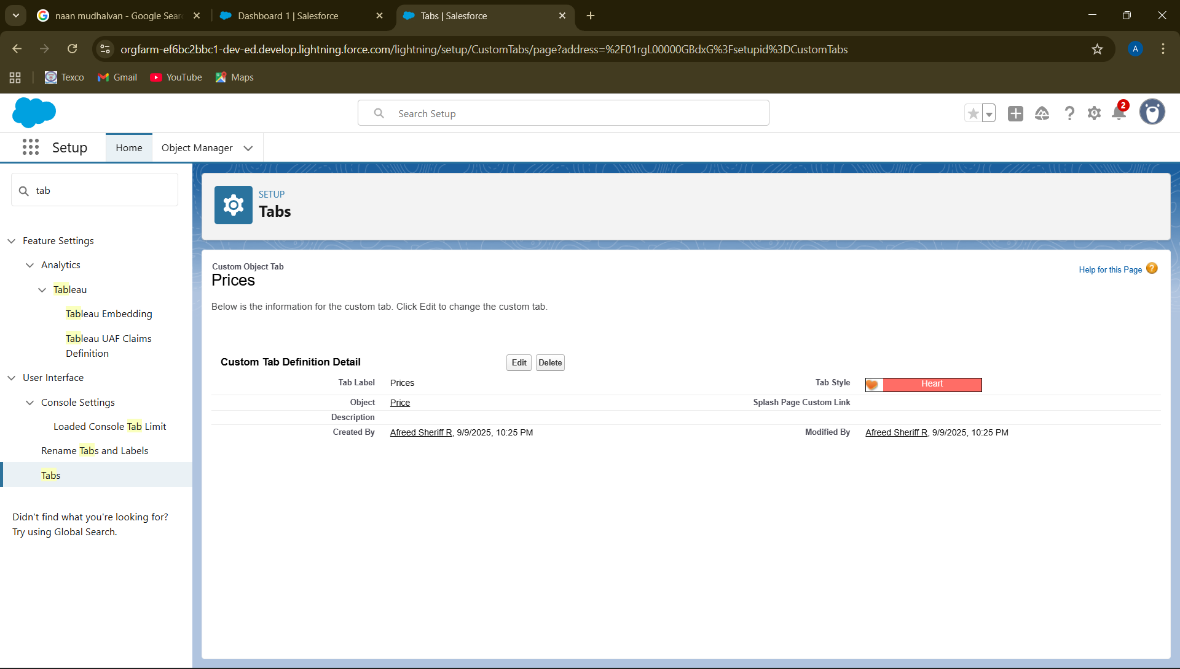 naan mudhalvan - Google Sear
Dashboard 1 | Salesforce
Tabs | Salesforce
orgfarm-ef6bc2bbc1-dev-ed.develop.lightning.force.com/lightning/setup/CustomTabs/page?address=%2F01rgL00000GBdxG%3Fsetupid%3DCustomTabs
A
Texco
Gmail
YouTube
Maps
Search Setup
2
Setup
Home
Object Manager
tab
SETUP
Tabs
Feature Settings
Analytics
Tableau
Tableau Embedding
Tableau UAF Claims
Definition
User Interface
Console Settings
Loaded Console Tab Limit
Rename Tabs and Labels
Tabs
Didn't find what you're looking for?
Try using Global Search.
Custom Object Tab
Prices
Help for this Page ?
Below is the information for the custom tab. Click Edit to change the custom tab.
Custom Tab Definition Detail
Edit
Delete
Tab Label Prices
Tab Style Heart
Object Price
Splash Page Custom Link
Description
Created By Afreed Sheriff R, 9/9/2025, 10:25 PM
Modified By Afreed Sheriff R, 9/9/2025, 10:25 PM